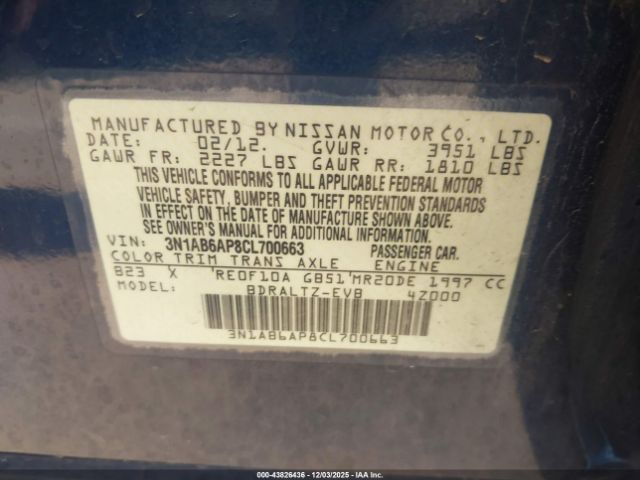 MANUFACTURED BY NISSAN MOTOR CO., LTD.
DATE: 02/12. GVWR: 3951 LBS
GAWR FR: 2227 LBS GAWR RR: 1810 LBS
THIS VEHICLE CONFORMS TO ALL APPLICABLE FEDERAL MOTOR
VEHICLE SAFETY, BUMPER AND THEFT PREVENTION STANDARDS
IN EFFECT ON THE DATE OF MANUFACTURE SHOWN ABOVE.
SEE OWNER'S MANUAL FOR ADDITIONAL INFORMATION.
VIN: 3N1AB6AP8CL700663 PASSENGER CAR.
COLOR TRIM TRANS AXLE ENGINE
B23 X 'RE0F10A GB51'MR20DE 1997 CC
MODEL: BDRALTZ-EVB 4Z000
3N1AB6AP8CL700663
© - 43826436 - 12/03/2025 - IAAI Inc.